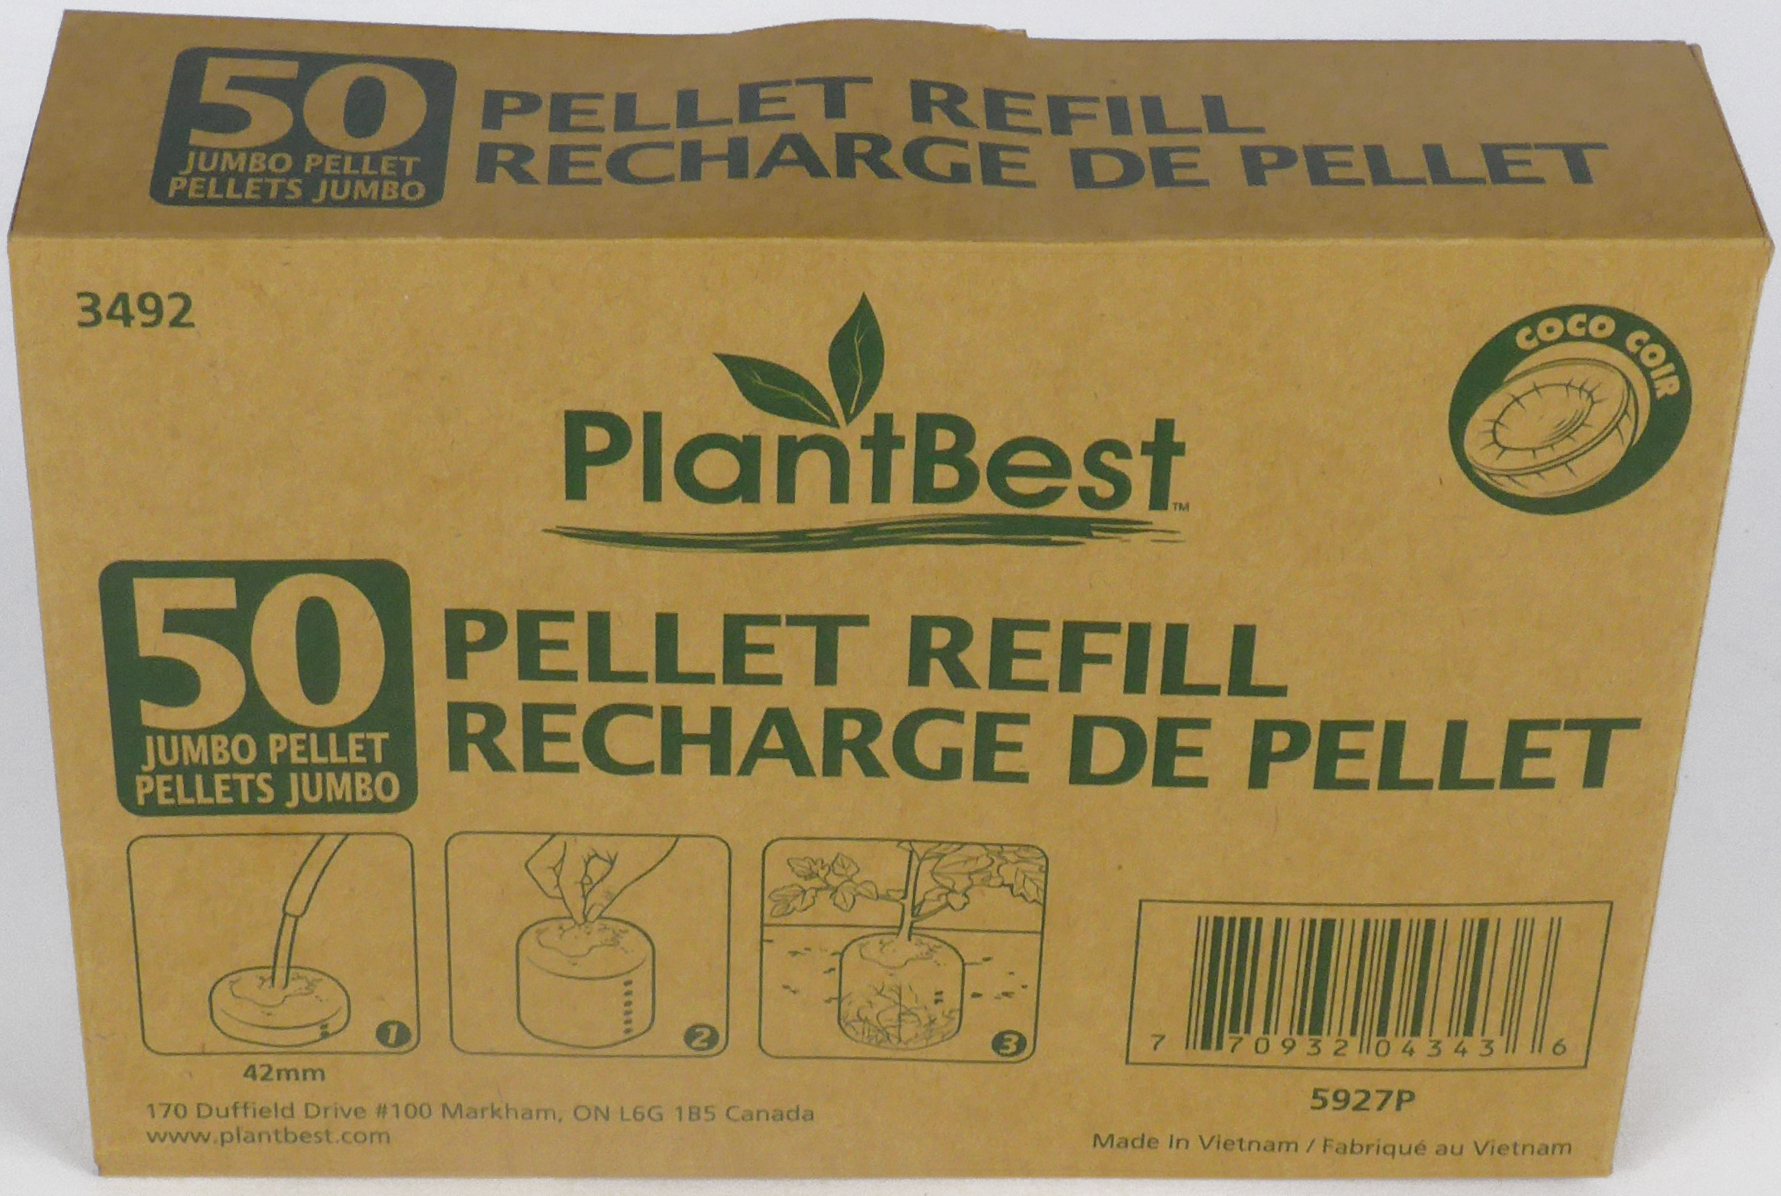 50
JUMBO PELLET
PELLETS JUMBO
PELLET REFILL
RECHARGE DE PELLET
3492
COCO COIR
PlantBest™
50
JUMBO PELLET
PELLETS JUMBO
PELLET REFILL
RECHARGE DE PELLET
1
2
3
42mm
170 Duffield Drive #100 Markham, ON L6G 1B5 Canada
www.plantbest.com
7 70932 04343 6
5927P
Made In Vietnam / Fabriqué au Vietnam